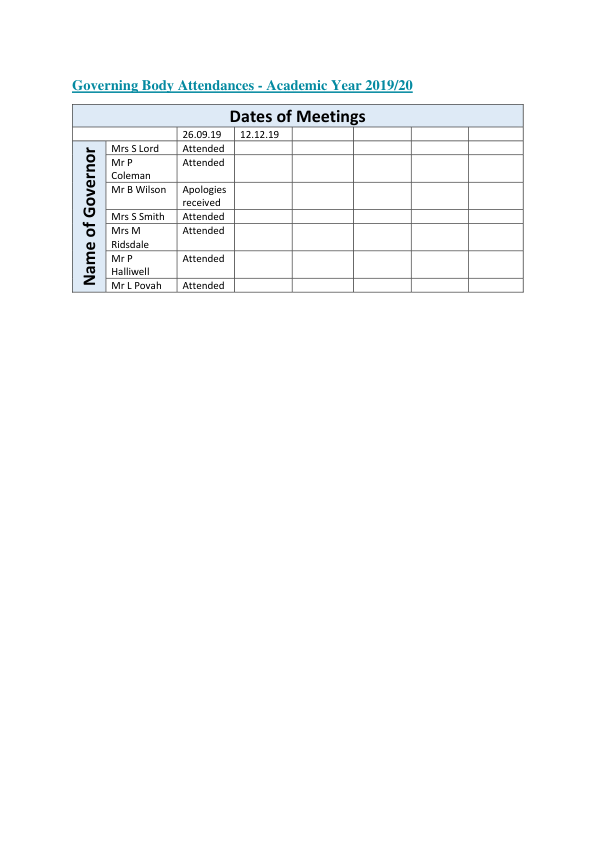 Governing Body Attendances - Academic Year 2019/20
Dates of Meetings
26.09.19 12.12.19
Name of Governor
Mrs S Lord Attended
Mr P Attended
Coleman
Mr B Wilson Apologies
received
Mrs S Smith Attended
Mrs M Attended
Ridsdale
Mr P Attended
Halliwell
Mr L Povah Attended